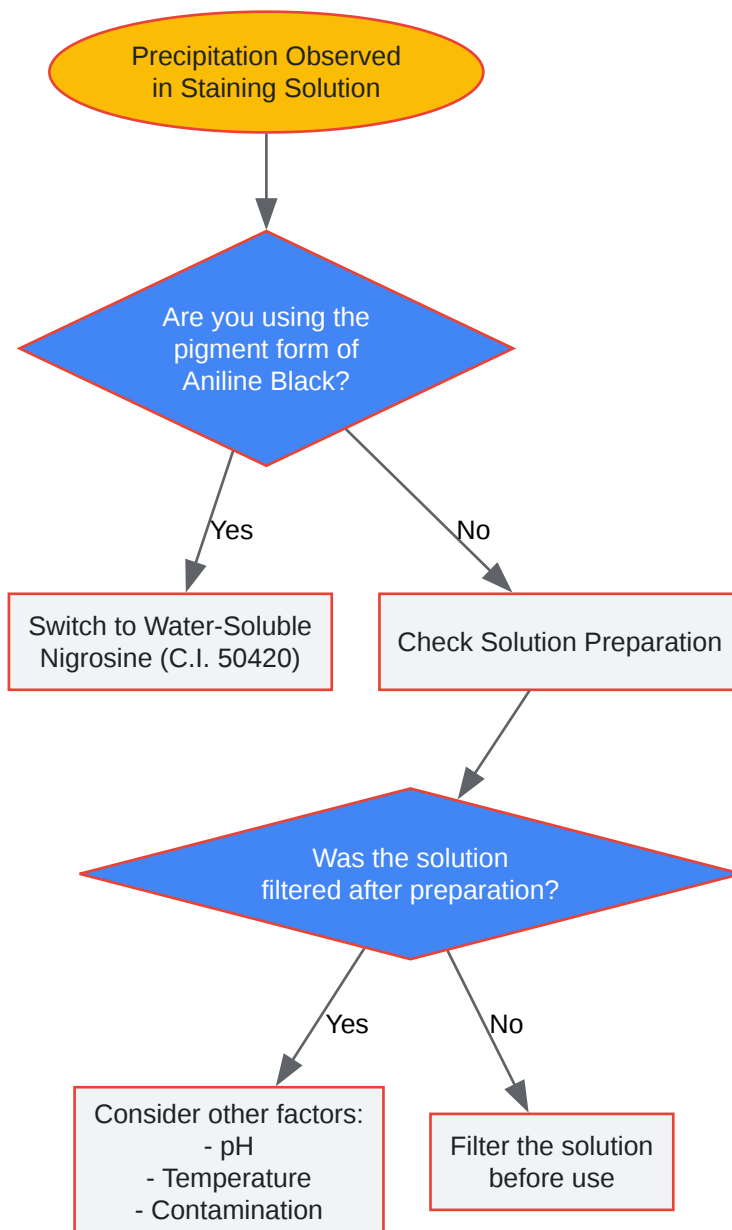 Precipitation Observed
in Staining Solution
Are you using the
pigment form of
Aniline Black?
Yes
No
Switch to Water-Soluble
Nigrosine (C.I. 50420)
Check Solution Preparation
Was the solution
filtered after preparation?
Yes
No
Consider other factors:
- pH
- Temperature
- Contamination
Filter the solution
before use